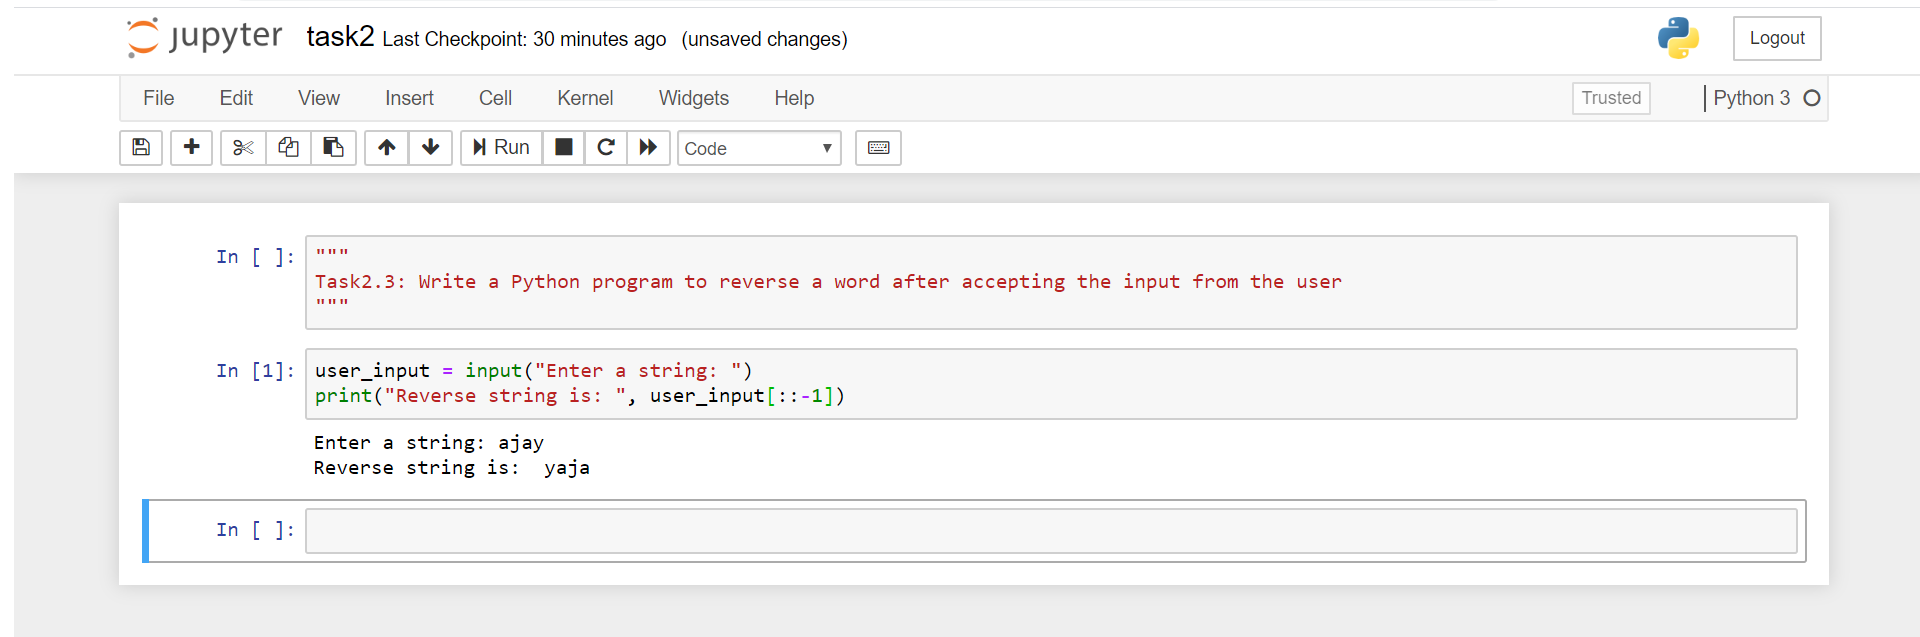 jupyter task2 Last Checkpoint: 30 minutes ago (unsaved changes) Logout
File Edit View Insert Cell Kernel Widgets Help Trusted Python 3
Run Code
In [ ]: """
Task2.3: Write a Python program to reverse a word after accepting the input from the user
"""
In [1]: user_input = input("Enter a string: ")
print("Reverse string is: ", user_input[::-1])
Enter a string: ajay
Reverse string is:  yaja
In [ ]: